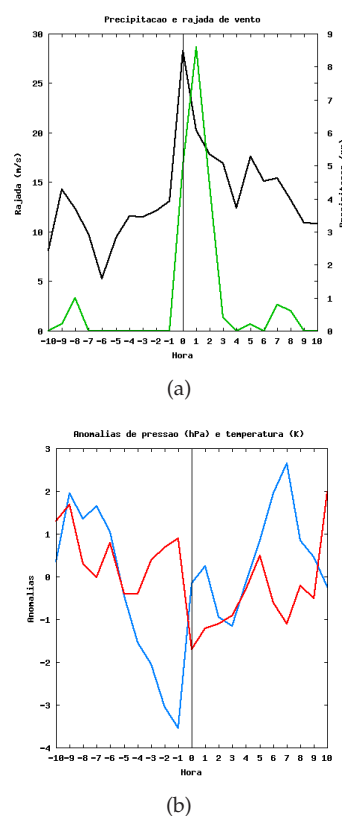 Precipitacao e rajada de vento
30
25
20
15
10
5
0
9
8
7
6
5
4
3
2
1
0
Rajada (m/s)
-10 -9 -8 -7 -6 -5 -4 -3 -2 -1 0 1 2 3 4 5 6 7 8 9 10
Hora
(a)
Anomalias de pressao (hPa) e temperatura (K)
3
2
1
0
-1
-2
-3
-4
Anomalias
-10 -9 -8 -7 -6 -5 -4 -3 -2 -1 0 1 2 3 4 5 6 7 8 9 10
Hora
(b)